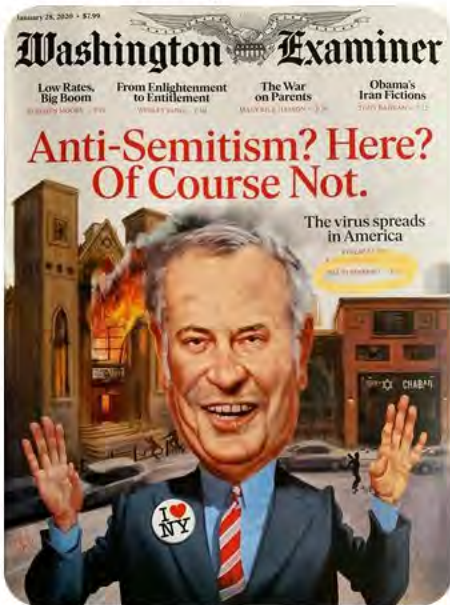 January 28, 2020 • $7.99
Washington Examiner
Low Rates,
Big Boom
From Enlightenment
to Entitlement
The War
on Parents
Obama's
Iran Fictions
Anti-Semitism? Here?
Of Course Not.
The virus spreads
in America
CHABAD
I ♥
NY